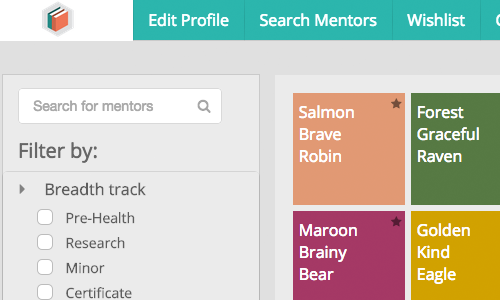 Edit Profile
Search Mentors
Wishlist
Search for mentors
Filter by:
Breadth track
Pre-Health
Research
Minor
Certificate
Salmon
Brave
Robin
Forest
Graceful
Raven
Maroon
Brainy
Bear
Golden
Kind
Eagle